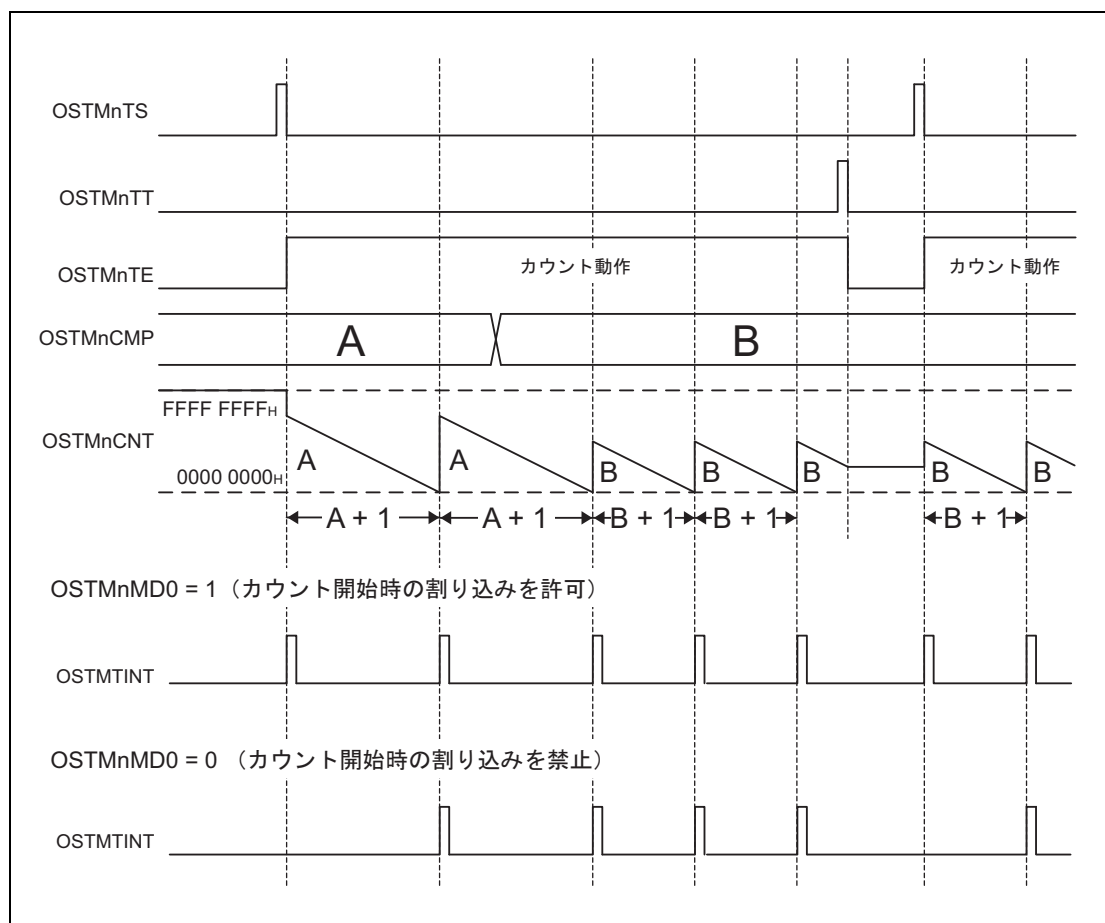 OSTMnTS
OSTMnTT
OSTMnTE
カウント動作
カウント動作
OSTMnCMP
A
B
FFFF FFFFH
OSTMnCNT
0000 0000H
A
A
B
B
B
B
B
A + 1
A + 1
B + 1
B + 1
B + 1
OSTMnMD0 = 1（カウント開始時の割り込みを許可）
OSTMTINT
OSTMnMD0 = 0 （カウント開始時の割り込みを禁止）
OSTMTINT